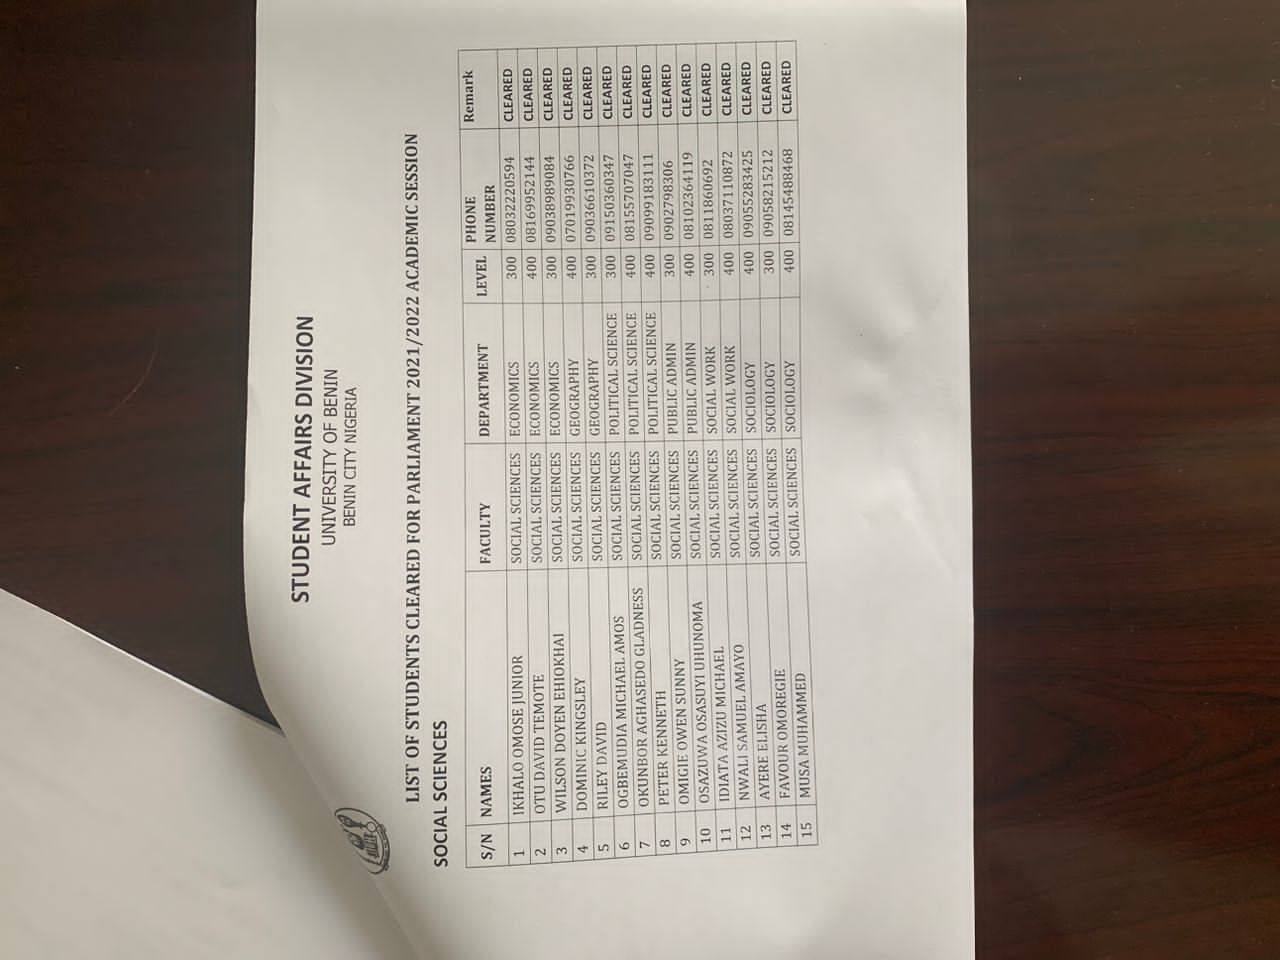 STUDENT AFFAIRS DIVISION
UNIVERSITY OF BENIN
BENIN CITY NIGERIA
LIST OF STUDENTS CLEARED FOR PARLIAMENT 2021/2022 ACADEMIC SESSION
SOCIAL SCIENCES
S/N NAMES FACULTY DEPARTMENT LEVEL PHONE NUMBER Remark
1 IKHALO OMOSE JUNIOR SOCIAL SCIENCES ECONOMICS 300 08032220594 CLEARED
2 OTU DAVID TEMOTE SOCIAL SCIENCES ECONOMICS 400 08169952144 CLEARED
3 WILSON DOYEN EHIOKHAI SOCIAL SCIENCES ECONOMICS 300 09038989084 CLEARED
4 DOMINIC KINGSLEY SOCIAL SCIENCES GEOGRAPHY 400 07019930766 CLEARED
5 RILEY DAVID SOCIAL SCIENCES GEOGRAPHY 300 09036610372 CLEARED
6 OGBEMUDIA MICHAEL AMOS SOCIAL SCIENCES POLITICAL SCIENCE 300 09150360347 CLEARED
7 OKUNBOR AGHASEDO GLADNESS SOCIAL SCIENCES POLITICAL SCIENCE 400 08155707047 CLEARED
8 PETER KENNETH SOCIAL SCIENCES POLITICAL SCIENCE 400 09099183111 CLEARED
9 OMIGIE OWEN SUNNY SOCIAL SCIENCES PUBLIC ADMIN 300 0902798306 CLEARED
10 OSAZUWA OSASUYI UHUNOMA SOCIAL SCIENCES PUBLIC ADMIN 400 08102364119 CLEARED
11 IDIATA AZIZU MICHAEL SOCIAL SCIENCES SOCIAL WORK 300 0811860692 CLEARED
12 NWALI SAMUEL AMAYO SOCIAL SCIENCES SOCIAL WORK 400 08037110872 CLEARED
13 AYERE ELISHA SOCIAL SCIENCES SOCIOLOGY 400 09055283425 CLEARED
14 FAVOUR OMOREGIE SOCIAL SCIENCES SOCIOLOGY 300 09058215212 CLEARED
15 MUSA MUHAMMED SOCIAL SCIENCES SOCIOLOGY 400 08145488468 CLEARED